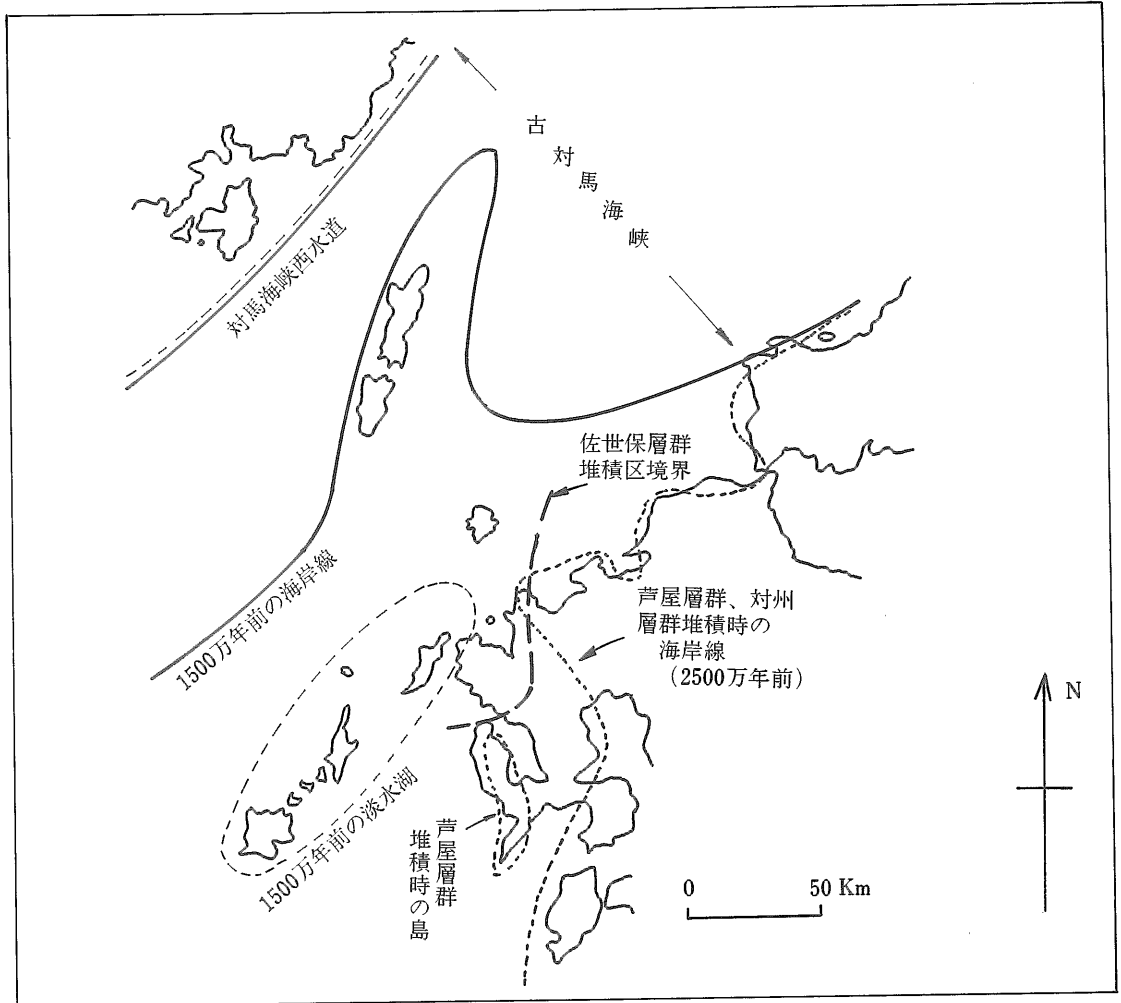 古対馬海峡
対馬海峡西水道
佐世保層群
堆積区境界
1500万年前の海岸線
芦屋層群、対州
層群堆積時の
海岸線
(2500万年前)
N
1500万年前の淡水湖
芦屋層群
堆積時の島
0 50 Km